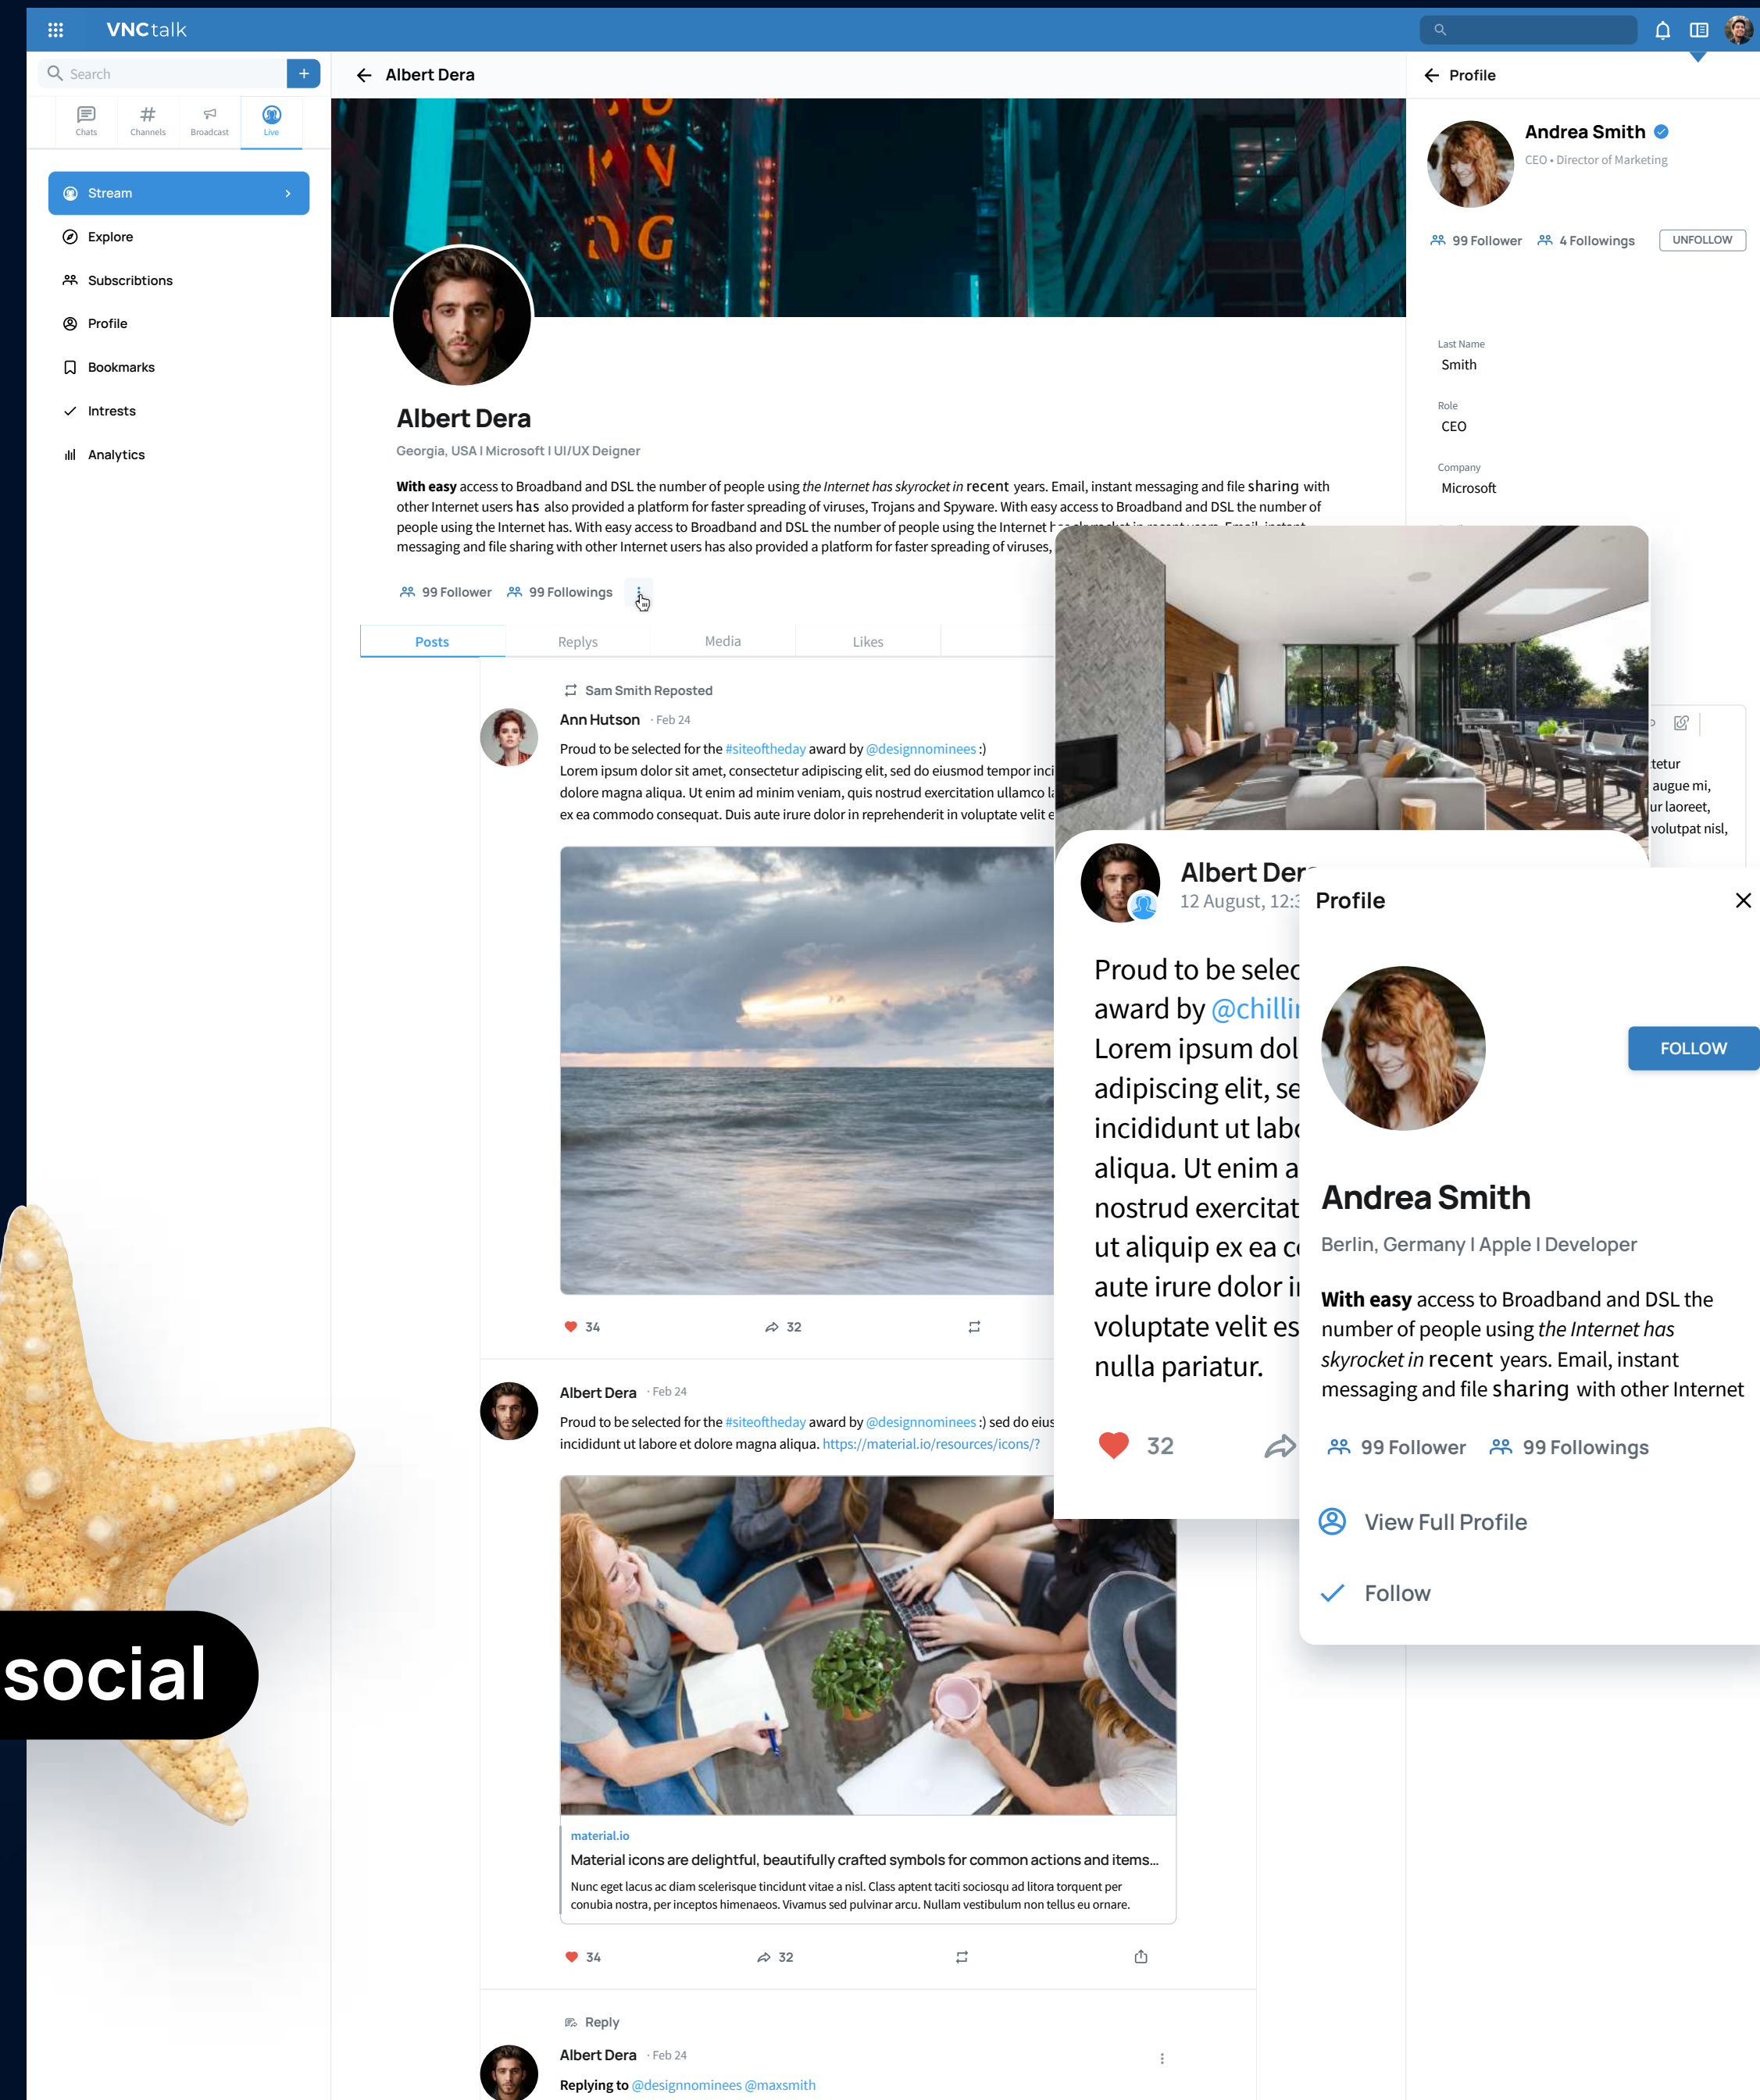 VNCtalk
Search
+
Chats
Channels
Broadcast
Live
Stream
Explore
Subscribtions
Profile
Bookmarks
Intrests
Analytics
social
Albert Dera
Albert Dera
Georgia, USA I Microsoft I UI/UX Deigner
With easy access to Broadband and DSL the number of people using the Internet has skyrocket in recent years. Email, instant messaging and file sharing with
other Internet users has also provided a platform for faster spreading of viruses, Trojans and Spyware. With easy access to Broadband and DSL the number of
people using the Internet has. With easy access to Broadband and DSL the number of people using the Internet has skyrocket in recent years. Email, instant
messaging and file sharing with other Internet users has also provided a platform for faster spreading of viruses,
99 Follower 99 Followings
Posts Replys Media Likes
Sam Smith Reposted
Ann Hutson · Feb 24
Proud to be selected for the #siteoftheday award by @designnominees :)
Lorem ipsum dolor sit amet, consectetur adipiscing elit, sed do eiusmod tempor
dolore magna aliqua. Ut enim ad minim veniam, quis nostrud exercitation ullamco
ex ea commodo consequat. Duis aute irure dolor in reprehenderit in voluptate velit
34 32
Albert Dera · Feb 24
Proud to be selected for the #siteoftheday award by @designnominees :) sed do
incididunt ut labore et dolore magna aliqua. https://material.io/resources/icons/?
material.io
Material icons are delightful, beautifully crafted symbols for common actions and items...
Nunc eget lacus ac diam scelerisque tincidunt vitae a nisl. Class aptent taciti sociosqu ad litora torquent per
conubia nostra, per inceptos himenaeos. Vivamus sed pulvinar arcu. Nullam vestibulum non tellus eu ornare.
34 32
Reply
Albert Dera · Feb 24
Replying to @designnominees @maxsmith
Profile
Andrea Smith
CEO • Director of Marketing
99 Follower 4 Followings UNFOLLOW
Last Name
Smith
Role
CEO
Company
Microsoft
augue mi,
laoreet,
volutpat nisl,
Albert Dera
12 August,
Proud to be
award by
Lorem ipsum
adipiscing elit,
incididunt ut
aliqua. Ut enim
nostrud
ut aliquip ex ea
aute irure dolor
voluptate velit
nulla pariatur.
32
Profile
FOLLOW
Andrea Smith
Berlin, Germany I Apple I Developer
With easy access to Broadband and DSL the
number of people using the Internet has
skyrocket in recent years. Email, instant
messaging and file sharing with other Internet
99 Follower 99 Followings
View Full Profile
Follow